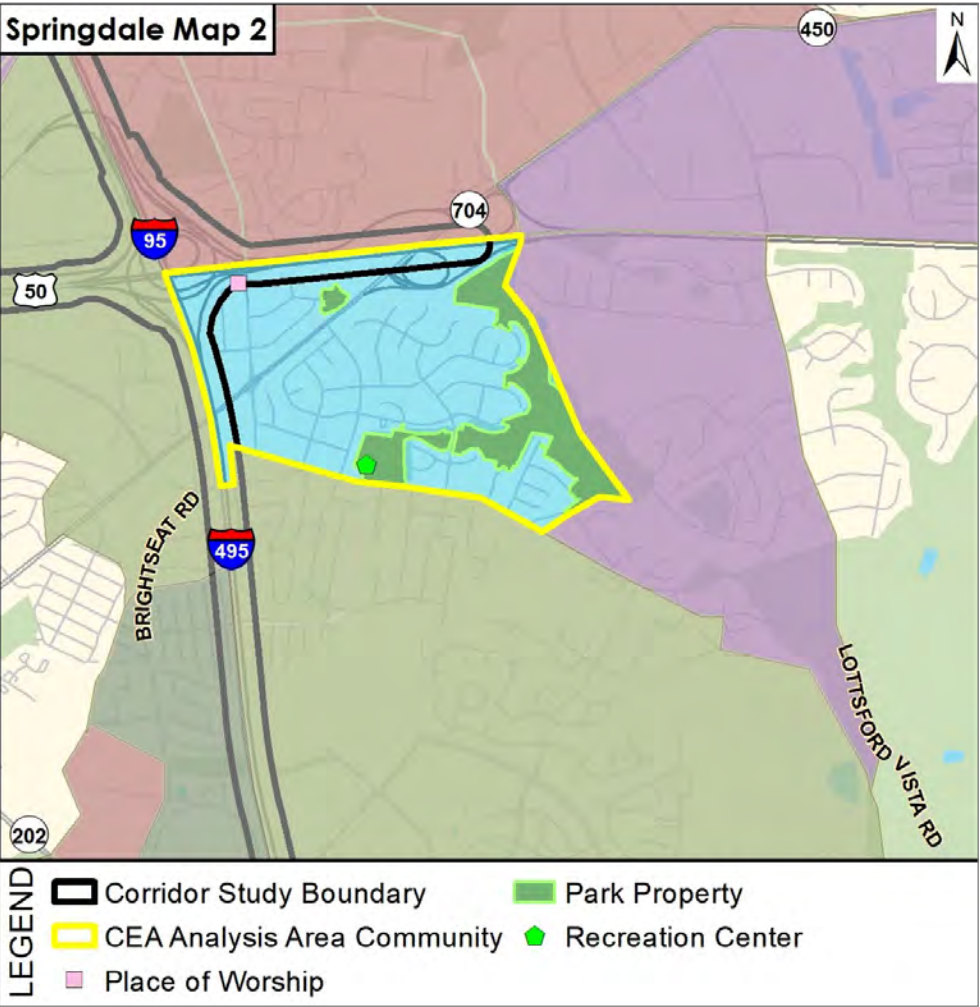 Springdale Map 2
450
N
704
95
50
BRIGHTSEAT RD
495
LOTTSFORD VISTA RD
202
LEGEND
Corridor Study Boundary
Park Property
CEA Analysis Area Community
Recreation Center
Place of Worship